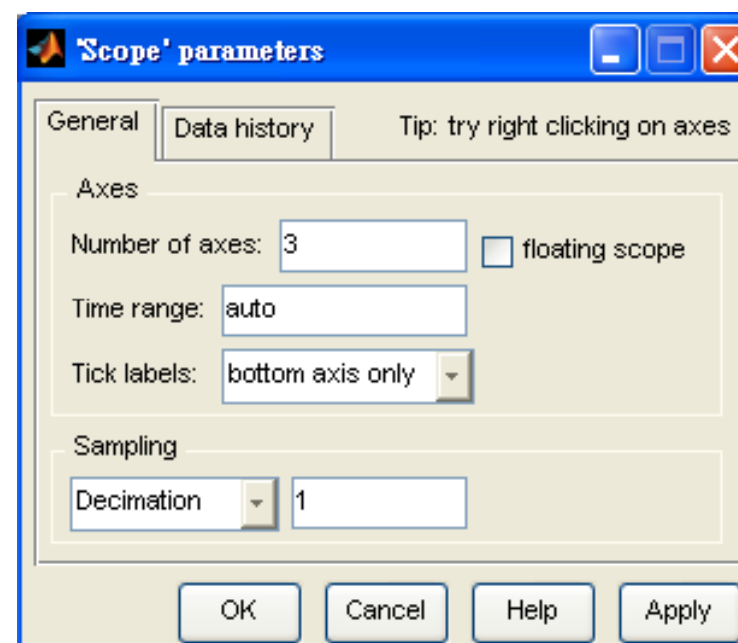 'Scope' parameters
General Data history Tip: try right clicking on axes
Axes
Number of axes: 3 floating scope
Time range: auto
Tick labels: bottom axis only
Sampling
Decimation 1
OK Cancel Help Apply